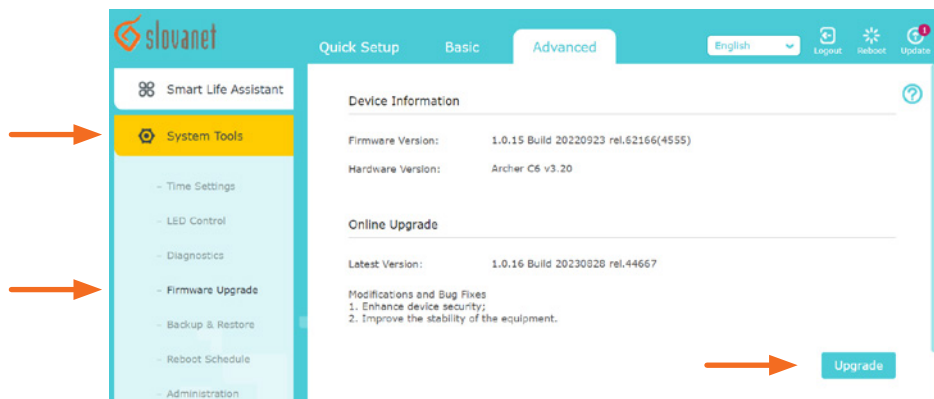 slovanet
Quick Setup Basic Advanced English Logout Reboot Update 1
Smart Life Assistant
System Tools
- Time Settings
- LED Control
- Diagnostics
- Firmware Upgrade
- Backup & Restore
- Reboot Schedule
- Administration
Device Information
Firmware Version: 1.0.15 Build 20220923 rel.62166(4555)
Hardware Version: Archer C6 v3.20
Online Upgrade
Latest Version: 1.0.16 Build 20230828 rel.44667
Modifications and Bug Fixes
1. Enhance device security;
2. Improve the stability of the equipment.
Upgrade